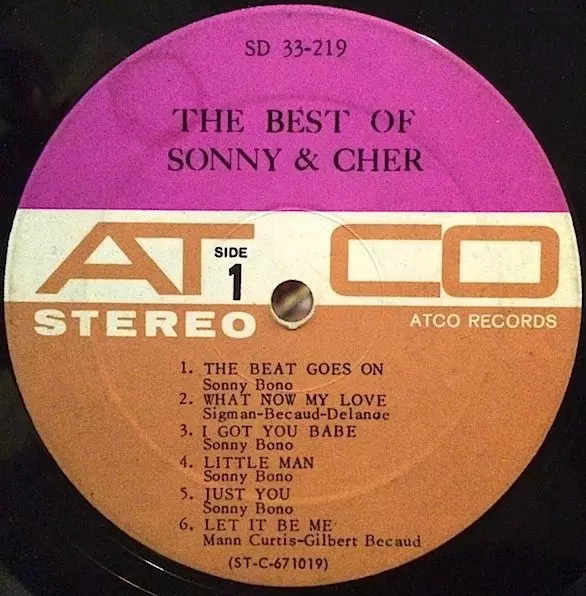 SD 33-219
THE BEST OF
SONNY & CHER
ATCO
SIDE
1
STEREO
ATCO RECORDS
1. THE BEAT GOES ON
Sonny Bono
2. WHAT NOW MY LOVE
Sigman-Becaud-Delanoe
3. I GOT YOU BABE
Sonny Bono
4. LITTLE MAN
Sonny Bono
5. JUST YOU
Sonny Bono
6. LET IT BE ME
Mann Curtis-Gilbert Becaud
(ST-C-671019)